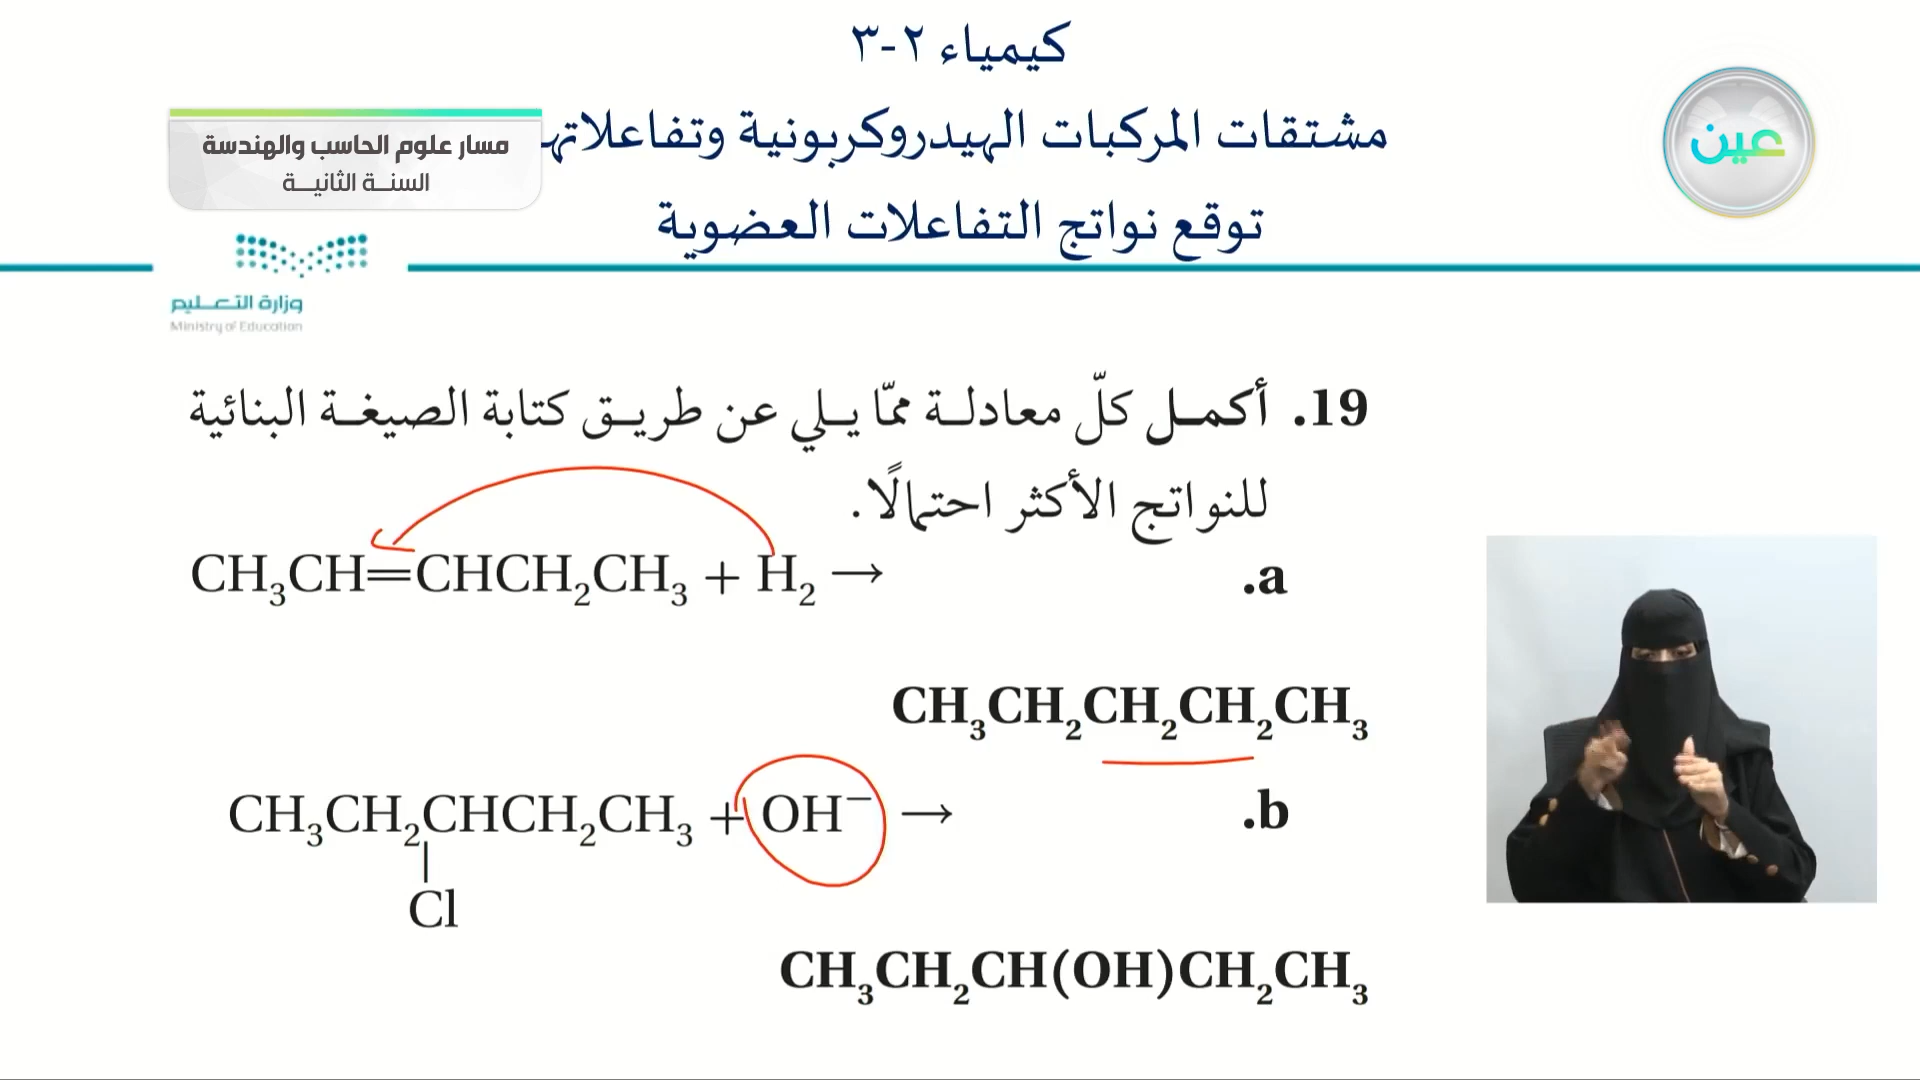 كيمياء ٢-٣
مشتقات المركبات الهيدروكربونية وتفاعلاتها
توقع نواتج التفاعلات العضوية
مسار علوم الحاسب والهندسة
السنة الثانية
عين
وزارة التعليم
Ministry of Education
19. أكمل كلّ معادلة ممّا يلي عن طريق كتابة الصيغة البنائية
للنواتج الأكثر احتمالًا.
a. CH₃CH=CHCH₂CH₃ + H₂ →
CH₃CH₂CH₂CH₂CH₃
b. CH₃CH₂CHCH₂CH₃ + OH⁻ →
|
Cl
CH₃CH₂CH(OH)CH₂CH₃